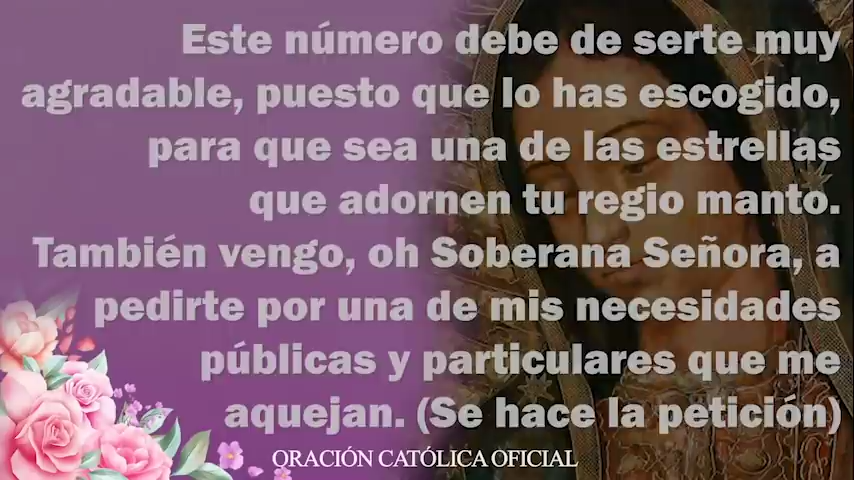 Este número debe de serte muy
agradable, puesto que lo has escogido,
para que sea una de las estrellas
que adornen tu regio manto.
También vengo, oh Soberana Señora, a
pedirte por una de mis necesidades
públicas y particulares que me
aquejan. (Se hace la petición)
ORACIÓN CATÓLICA OFICIAL